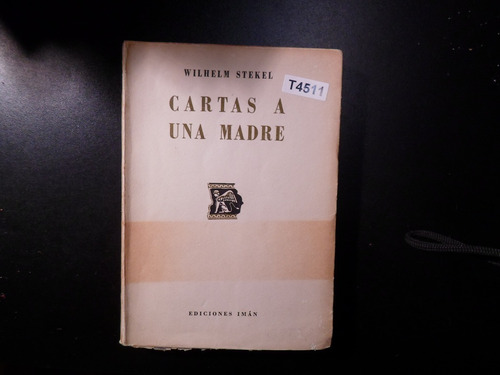 WILHELM STEKEL
T4511
CARTAS A
UNA MADRE
EDICIONES IMÁN